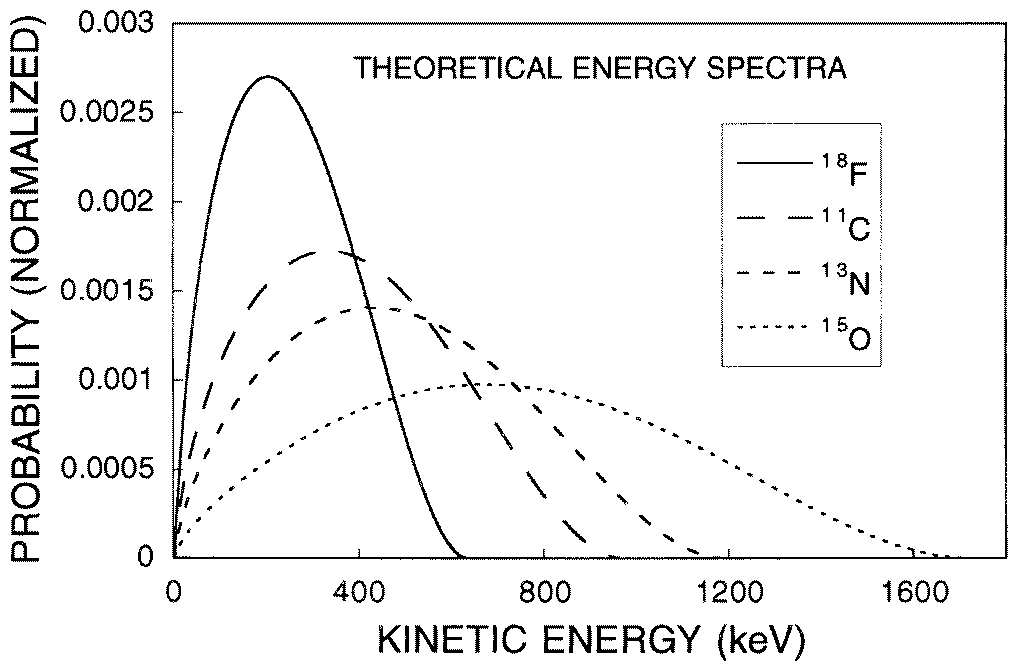 PROBABILITY (NORMALIZED)
0.003
0.0025
0.002
0.0015
0.001
0.0005
0
THEORETICAL ENERGY SPECTRA
¹⁸F
¹¹C
¹³N
¹⁵O
0 400 800 1200 1600
KINETIC ENERGY (keV)